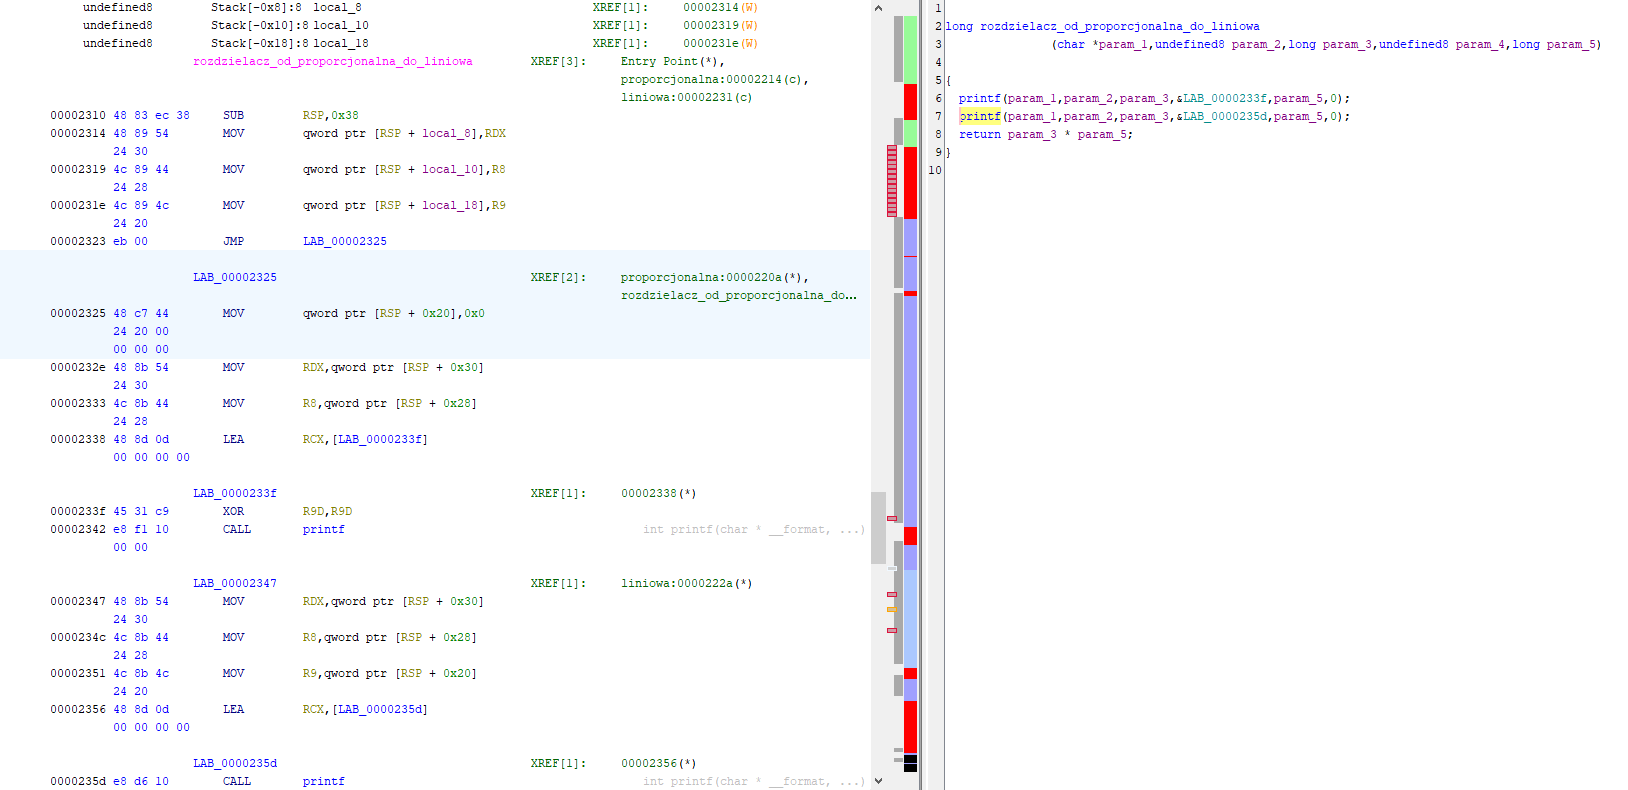 undefined8 Stack[-0x8]:8 local_8 XREF[1]: 00002314(W)
undefined8 Stack[-0x10]:8 local_10 XREF[1]: 00002319(W)
undefined8 Stack[-0x18]:8 local_18 XREF[1]: 0000231e(W)
rozdzielacz_od_proporcjonalna_do_liniowa XREF[3]: Entry Point(*),
proporcjonalna:00002214(c),
liniowa:00002231(c)
00002310 48 83 ec 38 SUB RSP,0x38
00002314 48 89 54 MOV qword ptr [RSP + local_8],RDX
24 30
00002319 4c 89 44 MOV qword ptr [RSP + local_10],R8
24 28
0000231e 4c 89 4c MOV qword ptr [RSP + local_18],R9
24 20
00002323 eb 00 JMP LAB_00002325
LAB_00002325 XREF[2]: proporcjonalna:0000220a(*),
rozdzielacz_od_proporcjonalna_do...
00002325 48 c7 44 MOV qword ptr [RSP + 0x20],0x0
24 20 00
00 00 00
0000232e 48 8b 54 MOV RDX,qword ptr [RSP + 0x30]
24 30
00002333 4c 8b 44 MOV R8,qword ptr [RSP + 0x28]
24 28
00002338 48 8d 0d LEA RCX,[LAB_0000233f]
00 00 00 00
LAB_0000233f XREF[1]: 00002338(*)
0000233f 45 31 c9 XOR R9D,R9D
00002342 e8 f1 10 CALL printf int printf(char * __format, ...)
00 00
LAB_00002347 XREF[1]: liniowa:0000222a(*)
00002347 48 8b 54 MOV RDX,qword ptr [RSP + 0x30]
24 30
0000234c 4c 8b 44 MOV R8,qword ptr [RSP + 0x28]
24 28
00002351 4c 8b 4c MOV R9,qword ptr [RSP + 0x20]
24 20
00002356 48 8d 0d LEA RCX,[LAB_0000235d]
00 00 00 00
LAB_0000235d XREF[1]: 00002356(*)
0000235d e8 d6 10 CALL printf int printf(char * __format, ...)
1
2 long rozdzielacz_od_proporcjonalna_do_liniowa
3 (char *param_1,undefined8 param_2,long param_3,undefined8 param_4,long param_5)
4
5 {
6 printf(param_1,param_2,param_3,&LAB_0000233f,param_5,0);
7 printf(param_1,param_2,param_3,&LAB_0000235d,param_5,0);
8 return param_3 * param_5;
9 }
10